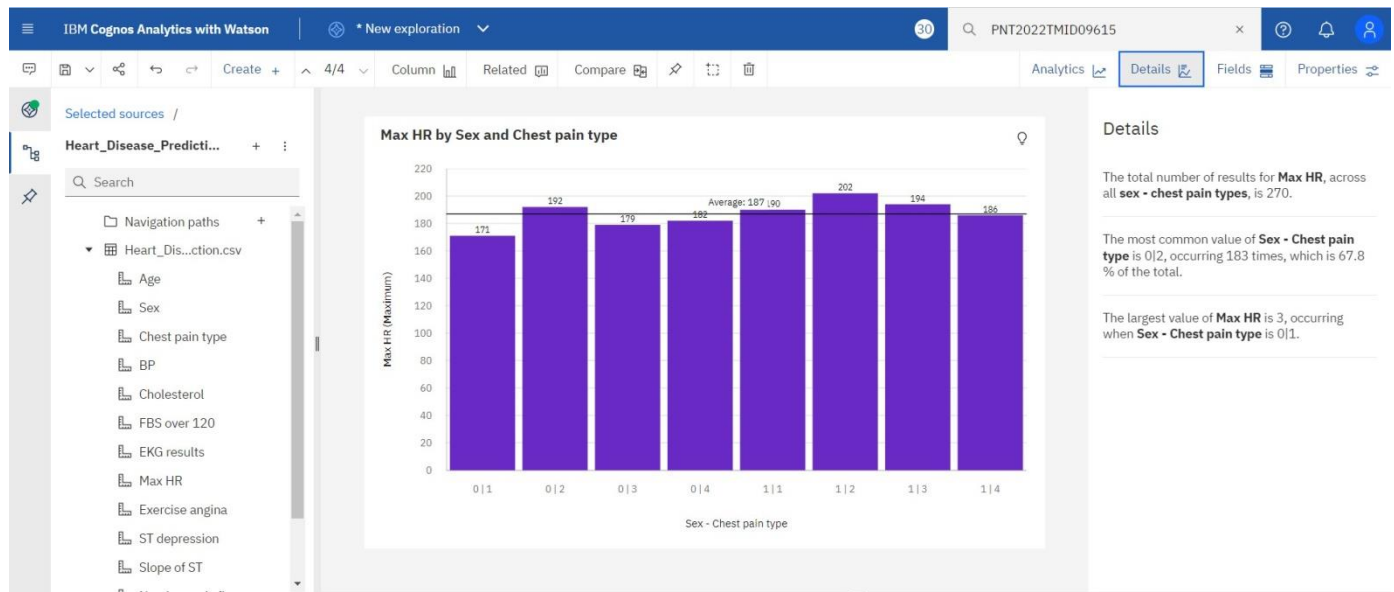 IBM Cognos Analytics with Watson
* New exploration
30
PNT2022TMID09615
Create + 4/4 Column Related Compare
Analytics Details Fields Properties
Selected sources /
Heart_Disease_Predicti...
Search
Navigation paths
Heart_Dis...ction.csv
Age
Sex
Chest pain type
BP
Cholesterol
FBS over 120
EKG results
Max HR
Exercise angina
ST depression
Slope of ST
Max HR by Sex and Chest pain type
Max HR (Maximum)
220
200
180
160
140
120
100
80
60
40
20
0
171
192
179
182
Average: 187
190
202
194
186
0|1 0|2 0|3 0|4 1|1 1|2 1|3 1|4
Sex - Chest pain type
Details
The total number of results for Max HR, across
all sex - chest pain types, is 270.
The most common value of Sex - Chest pain
type is 0|2, occurring 183 times, which is 67.8
% of the total.
The largest value of Max HR is 3, occurring
when Sex - Chest pain type is 0|1.